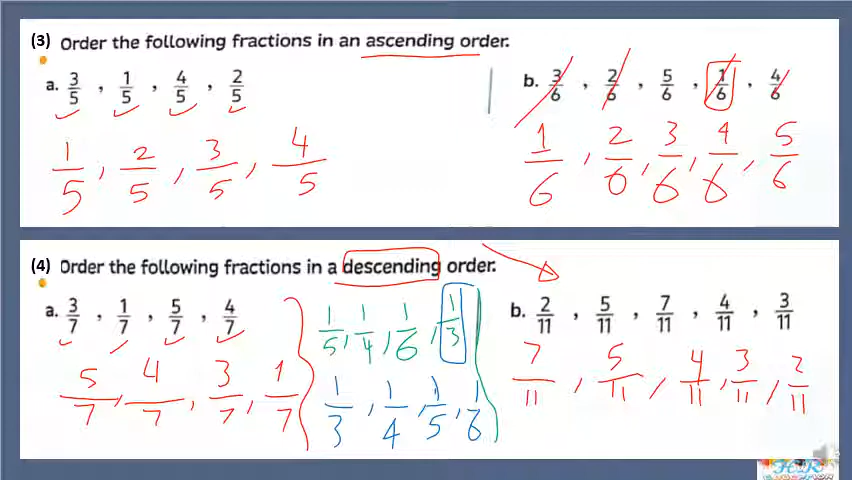 (3) Order the following fractions in an ascending order.
a. 3/5 , 1/5 , 4/5 , 2/5
1/5 , 2/5 , 3/5 , 4/5
b. 3/6 , 2/6 , 5/6 , 1/6 , 4/6
1/6 , 2/6 , 3/6 , 4/6 , 5/6
(4) Order the following fractions in a descending order.
a. 3/7 , 1/7 , 5/7 , 4/7
5/7 , 4/7 , 3/7 , 1/7
1/5 , 1/4 , 1/6 , 1/3
1/3 , 1/4 , 1/5 , 1/6
b. 2/11 , 5/11 , 7/11 , 4/11 , 3/11
7/11 , 5/11 , 4/11 , 3/11 , 2/11